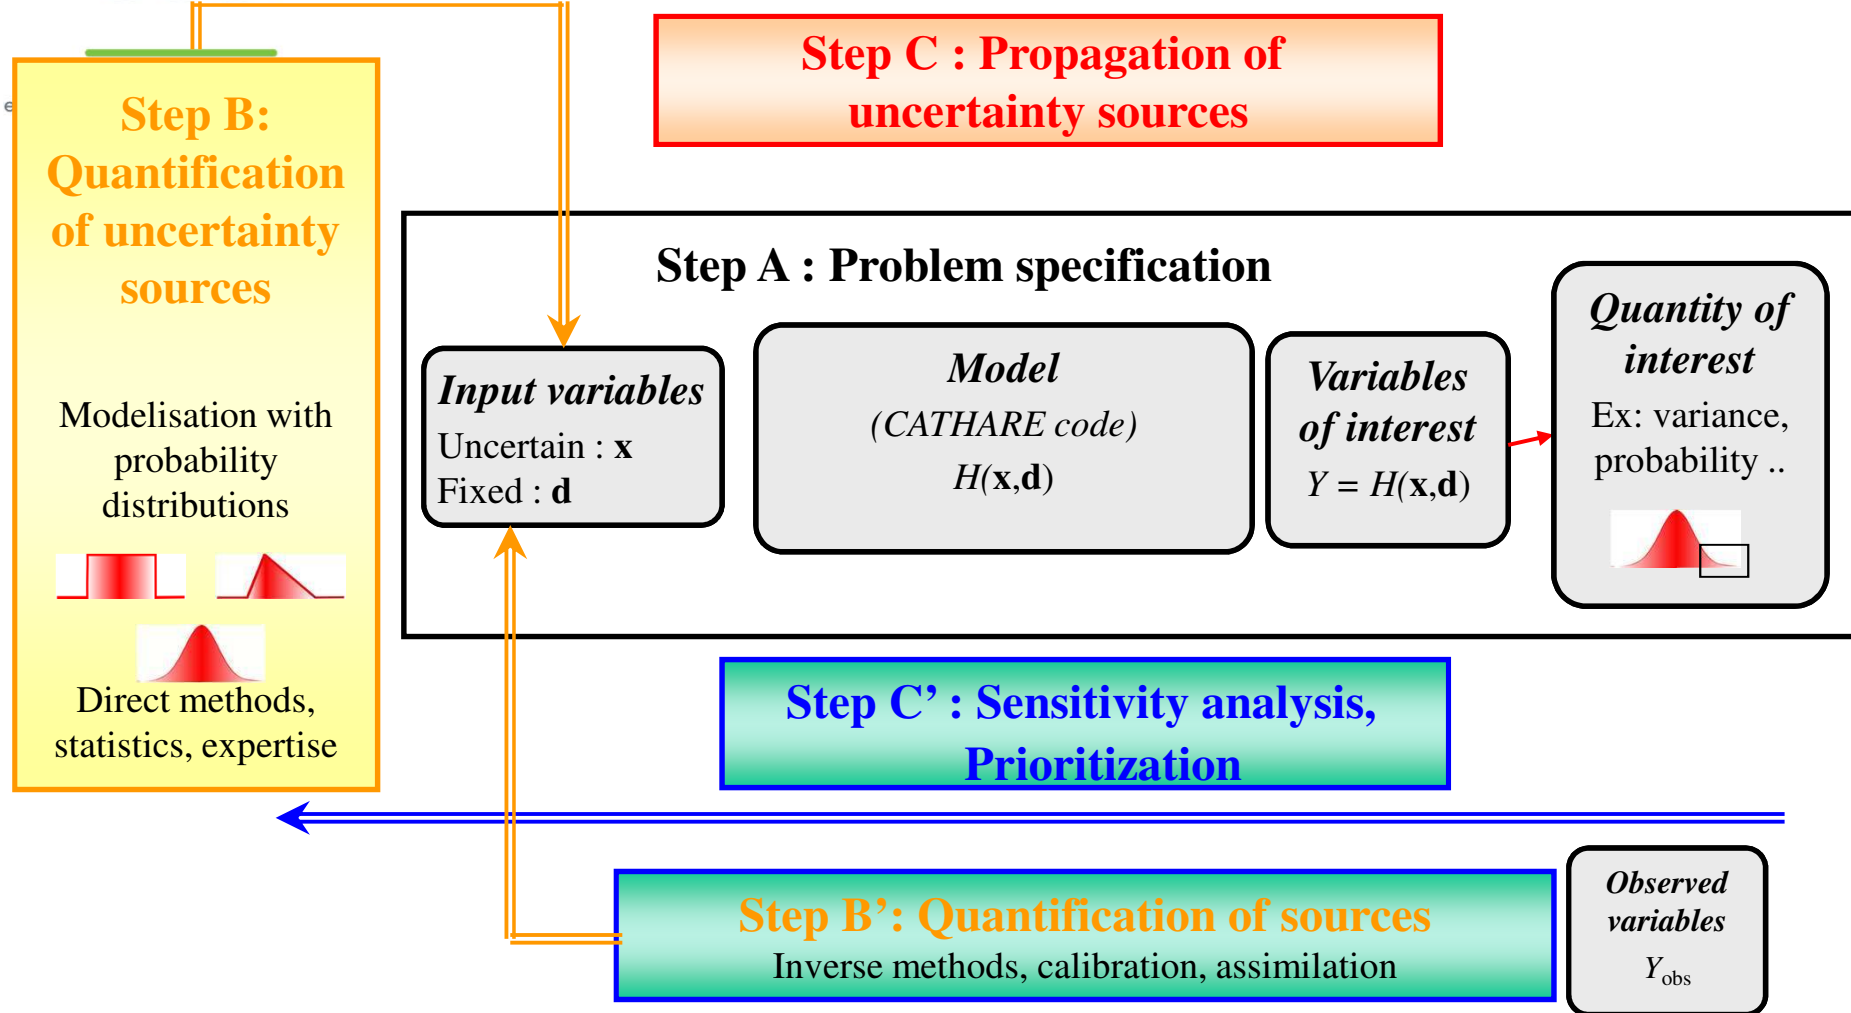 Step C : Propagation of
uncertainty sources
e
Step B:
Quantification
of uncertainty
sources
Modelisation with
probability
distributions
Direct methods,
statistics, expertise
Step A : Problem specification
Input variables
Uncertain : x
Fixed : d
Model
(CATHARE code)
H(x,d)
Variables
of interest
Y = H(x,d)
Quantity of
interest
Ex: variance,
probability ..
Step C’ : Sensitivity analysis,
Prioritization
Step B’: Quantification of sources
Inverse methods, calibration, assimilation
Observed
variables
Yobs